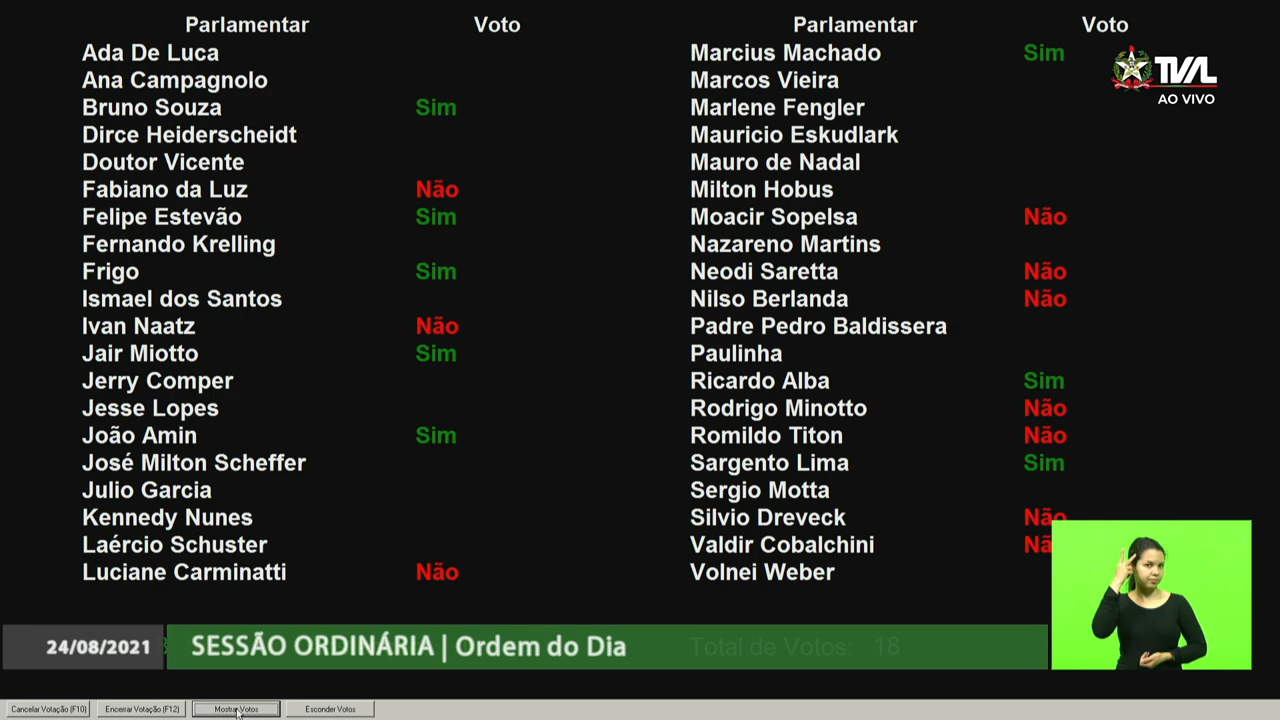 Parlamentar Voto Parlamentar Voto
Ada De Luca Marcius Machado Sim
Ana Campagnolo Marcos Vieira
Bruno Souza Sim Marlene Fengler
Dirce Heiderscheidt Mauricio Eskudlark
Doutor Vicente Mauro de Nadal
Fabiano da Luz Não Milton Hobus
Felipe Estevão Sim Moacir Sopelsa Não
Fernando Krelling Nazareno Martins
Frigo Sim Neodi Saretta Não
Ismael dos Santos Nilso Berlanda Não
Ivan Naatz Não Padre Pedro Baldissera
Jair Miotto Sim Paulinha
Jerry Comper Ricardo Alba Sim
Jesse Lopes Rodrigo Minotto Não
João Amin Sim Romildo Titon Não
José Milton Scheffer Sargento Lima Sim
Julio Garcia Sergio Motta
Kennedy Nunes Silvio Dreveck Não
Laércio Schuster Valdir Cobalchini Nã
Luciane Carminatti Não Volnei Weber
TVAL
AO VIVO
24/08/2021 SESSÃO ORDINÁRIA | Ordem do Dia Total de Votos: 18
Cancelar Votação (F10) Encerrar Votação (F12) Mostrar Votos Esconder Votos